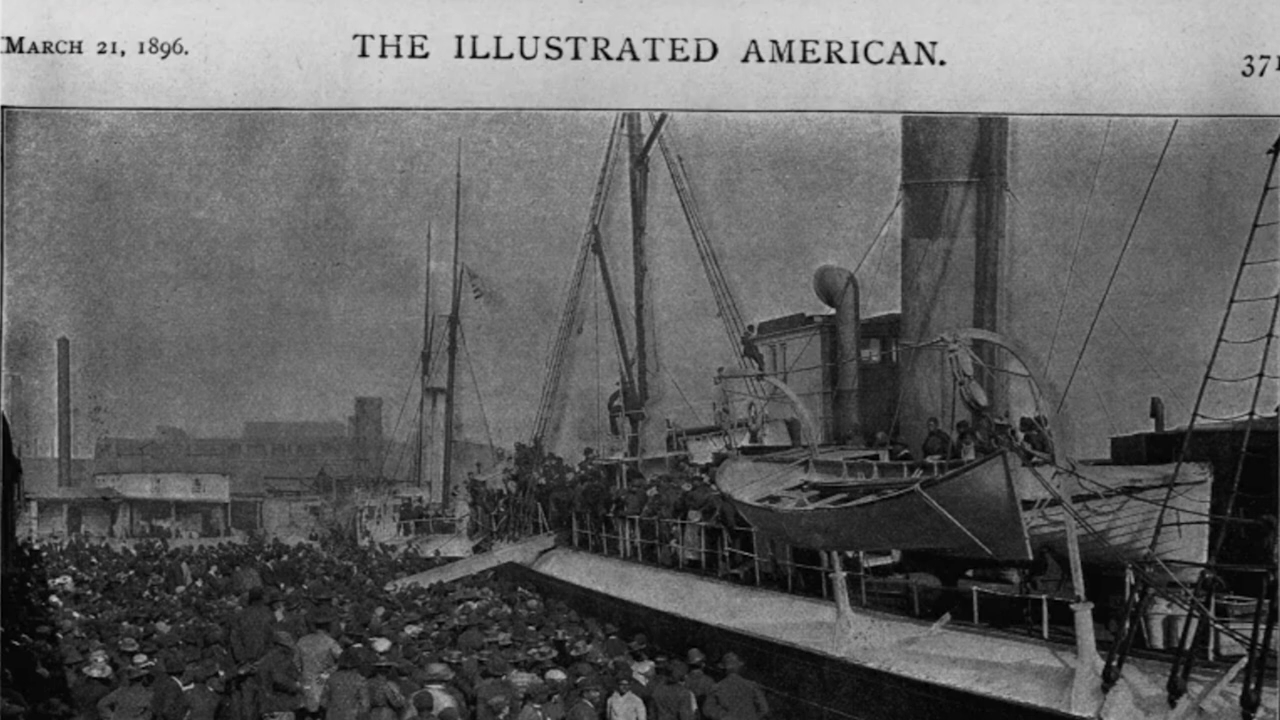 MARCH 21, 1896. THE ILLUSTRATED AMERICAN. 371